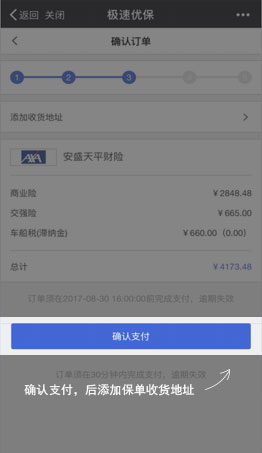 返回 关闭 极速优保 •••
确认订单
1 2 3
添加收货地址
AXA 安盛天平财险
商业险 ¥2848.48
交强险 ¥665.00
车船税(滞纳金) ¥660.00（0.00）
总计 ¥4173.48
订单须在2017-08-30 16:00:00前完成支付，逾期失效
确认支付
订单须在30分钟内完成支付，逾期失效
确认支付，后添加保单收货地址